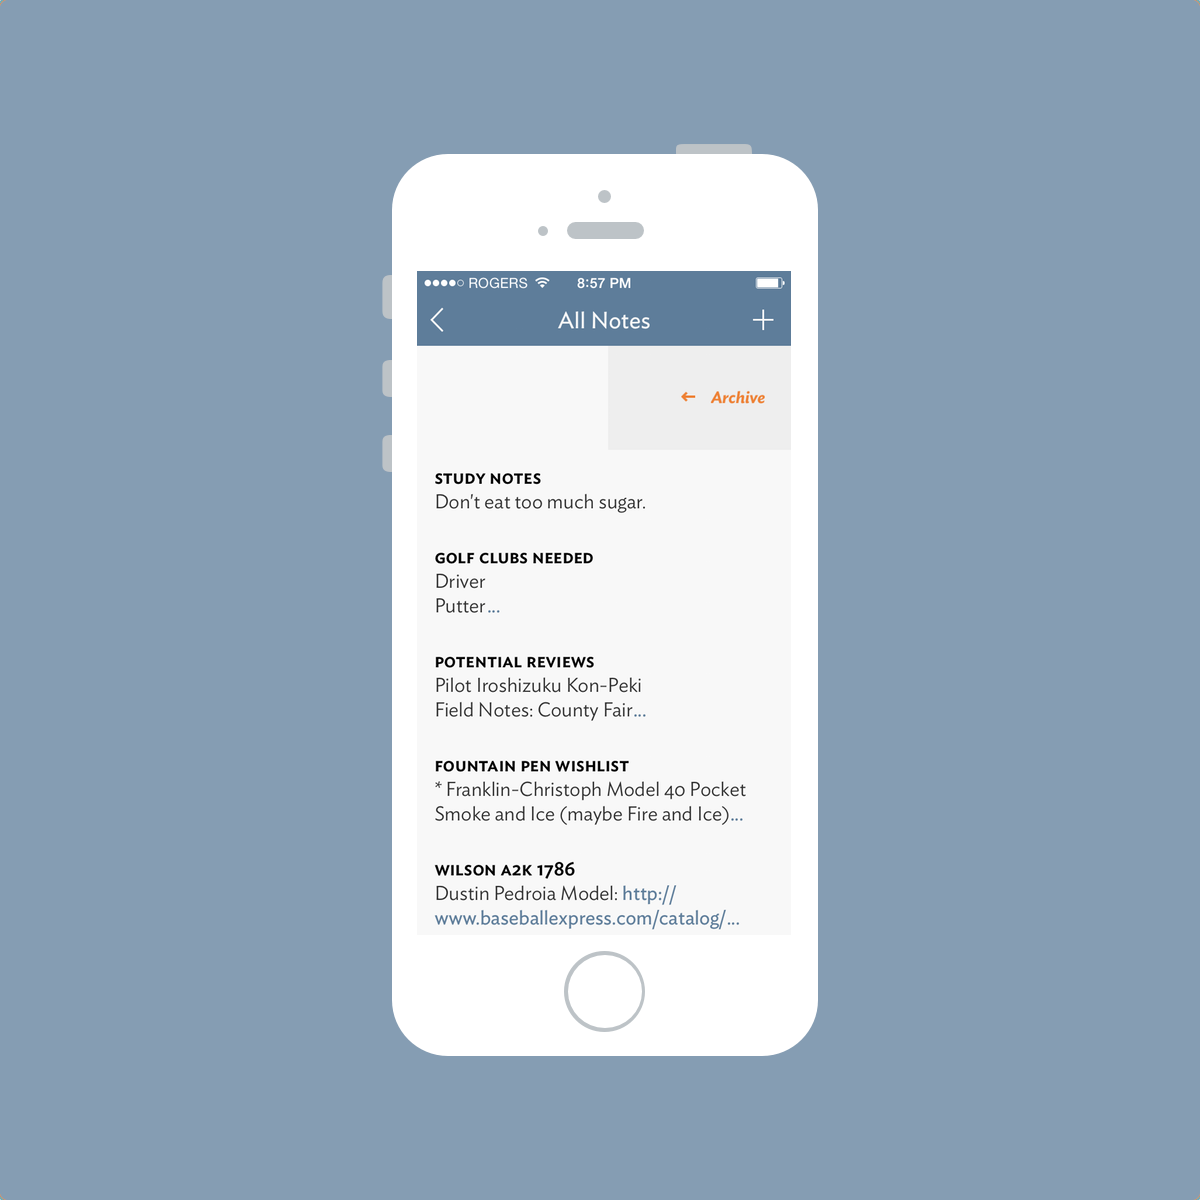 ROGERS 8:57 PM
All Notes
Archive
STUDY NOTES
Don't eat too much sugar.
GOLF CLUBS NEEDED
Driver
Putter...
POTENTIAL REVIEWS
Pilot Iroshizuku Kon-Peki
Field Notes: County Fair...
FOUNTAIN PEN WISHLIST
* Franklin-Christoph Model 40 Pocket
Smoke and Ice (maybe Fire and Ice)...
WILSON A2K 1786
Dustin Pedroia Model: http://
www.baseballexpress.com/catalog/...